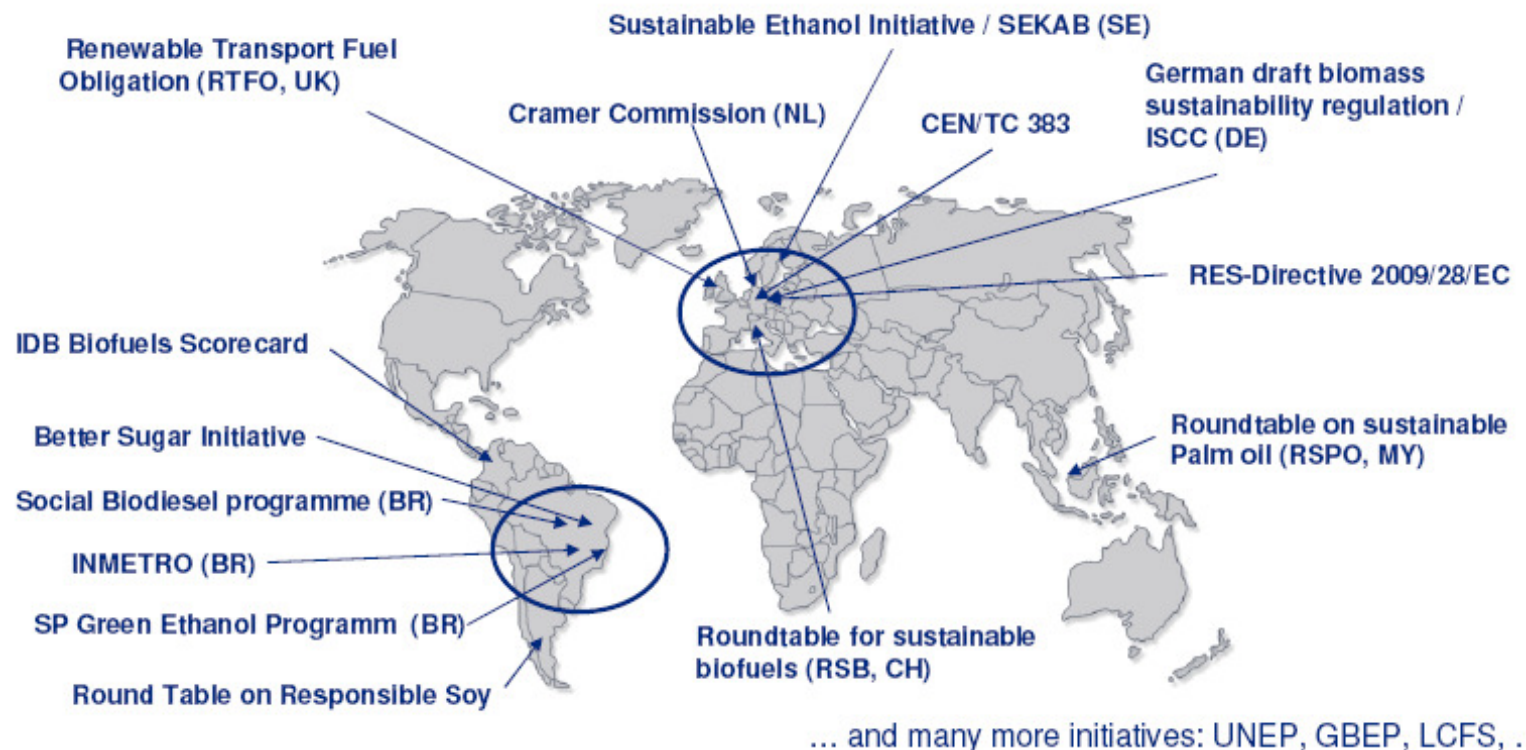 Sustainable Ethanol Initiative / SEKAB (SE)
Renewable Transport Fuel
Obligation (RTFO, UK)
German draft biomass
sustainability regulation /
ISCC (DE)
Cramer Commission (NL)
CEN/TC 383
RES-Directive 2009/28/EC
IDB Biofuels Scorecard
Better Sugar Initiative
Roundtable on sustainable
Palm oil (RSPO, MY)
Social Biodiesel programme (BR)
INMETRO (BR)
SP Green Ethanol Programm (BR)
Roundtable for sustainable
biofuels (RSB, CH)
Round Table on Responsible Soy
... and many more initiatives: UNEP, GBEP, LCFS, .